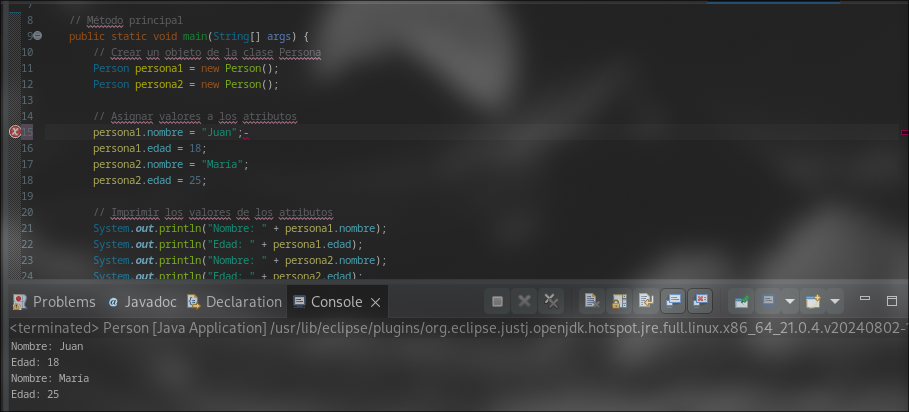 7
8 // Método principal
9 public static void main(String[] args) {
10 // Crear un objeto de la clase Persona
11 Person persona1 = new Person();
12 Person persona2 = new Person();
13
14 // Asignar valores a los atributos
15 persona1.nombre = "Juan";-
16 persona1.edad = 18;
17 persona2.nombre = "María";
18 persona2.edad = 25;
19
20 // Imprimir los valores de los atributos
21 System.out.println("Nombre: " + persona1.nombre);
22 System.out.println("Edad: " + persona1.edad);
23 System.out.println("Nombre: " + persona2.nombre);
24 System.out.println("Edad: " + persona2.edad);
Problems Javadoc Declaration Console
<terminated> Person [Java Application] /usr/lib/eclipse/plugins/org.eclipse.justj.openjdk.hotspot.jre.full.linux.x86_64_21.0.4.v20240802-1
Nombre: Juan
Edad: 18
Nombre: María
Edad: 25